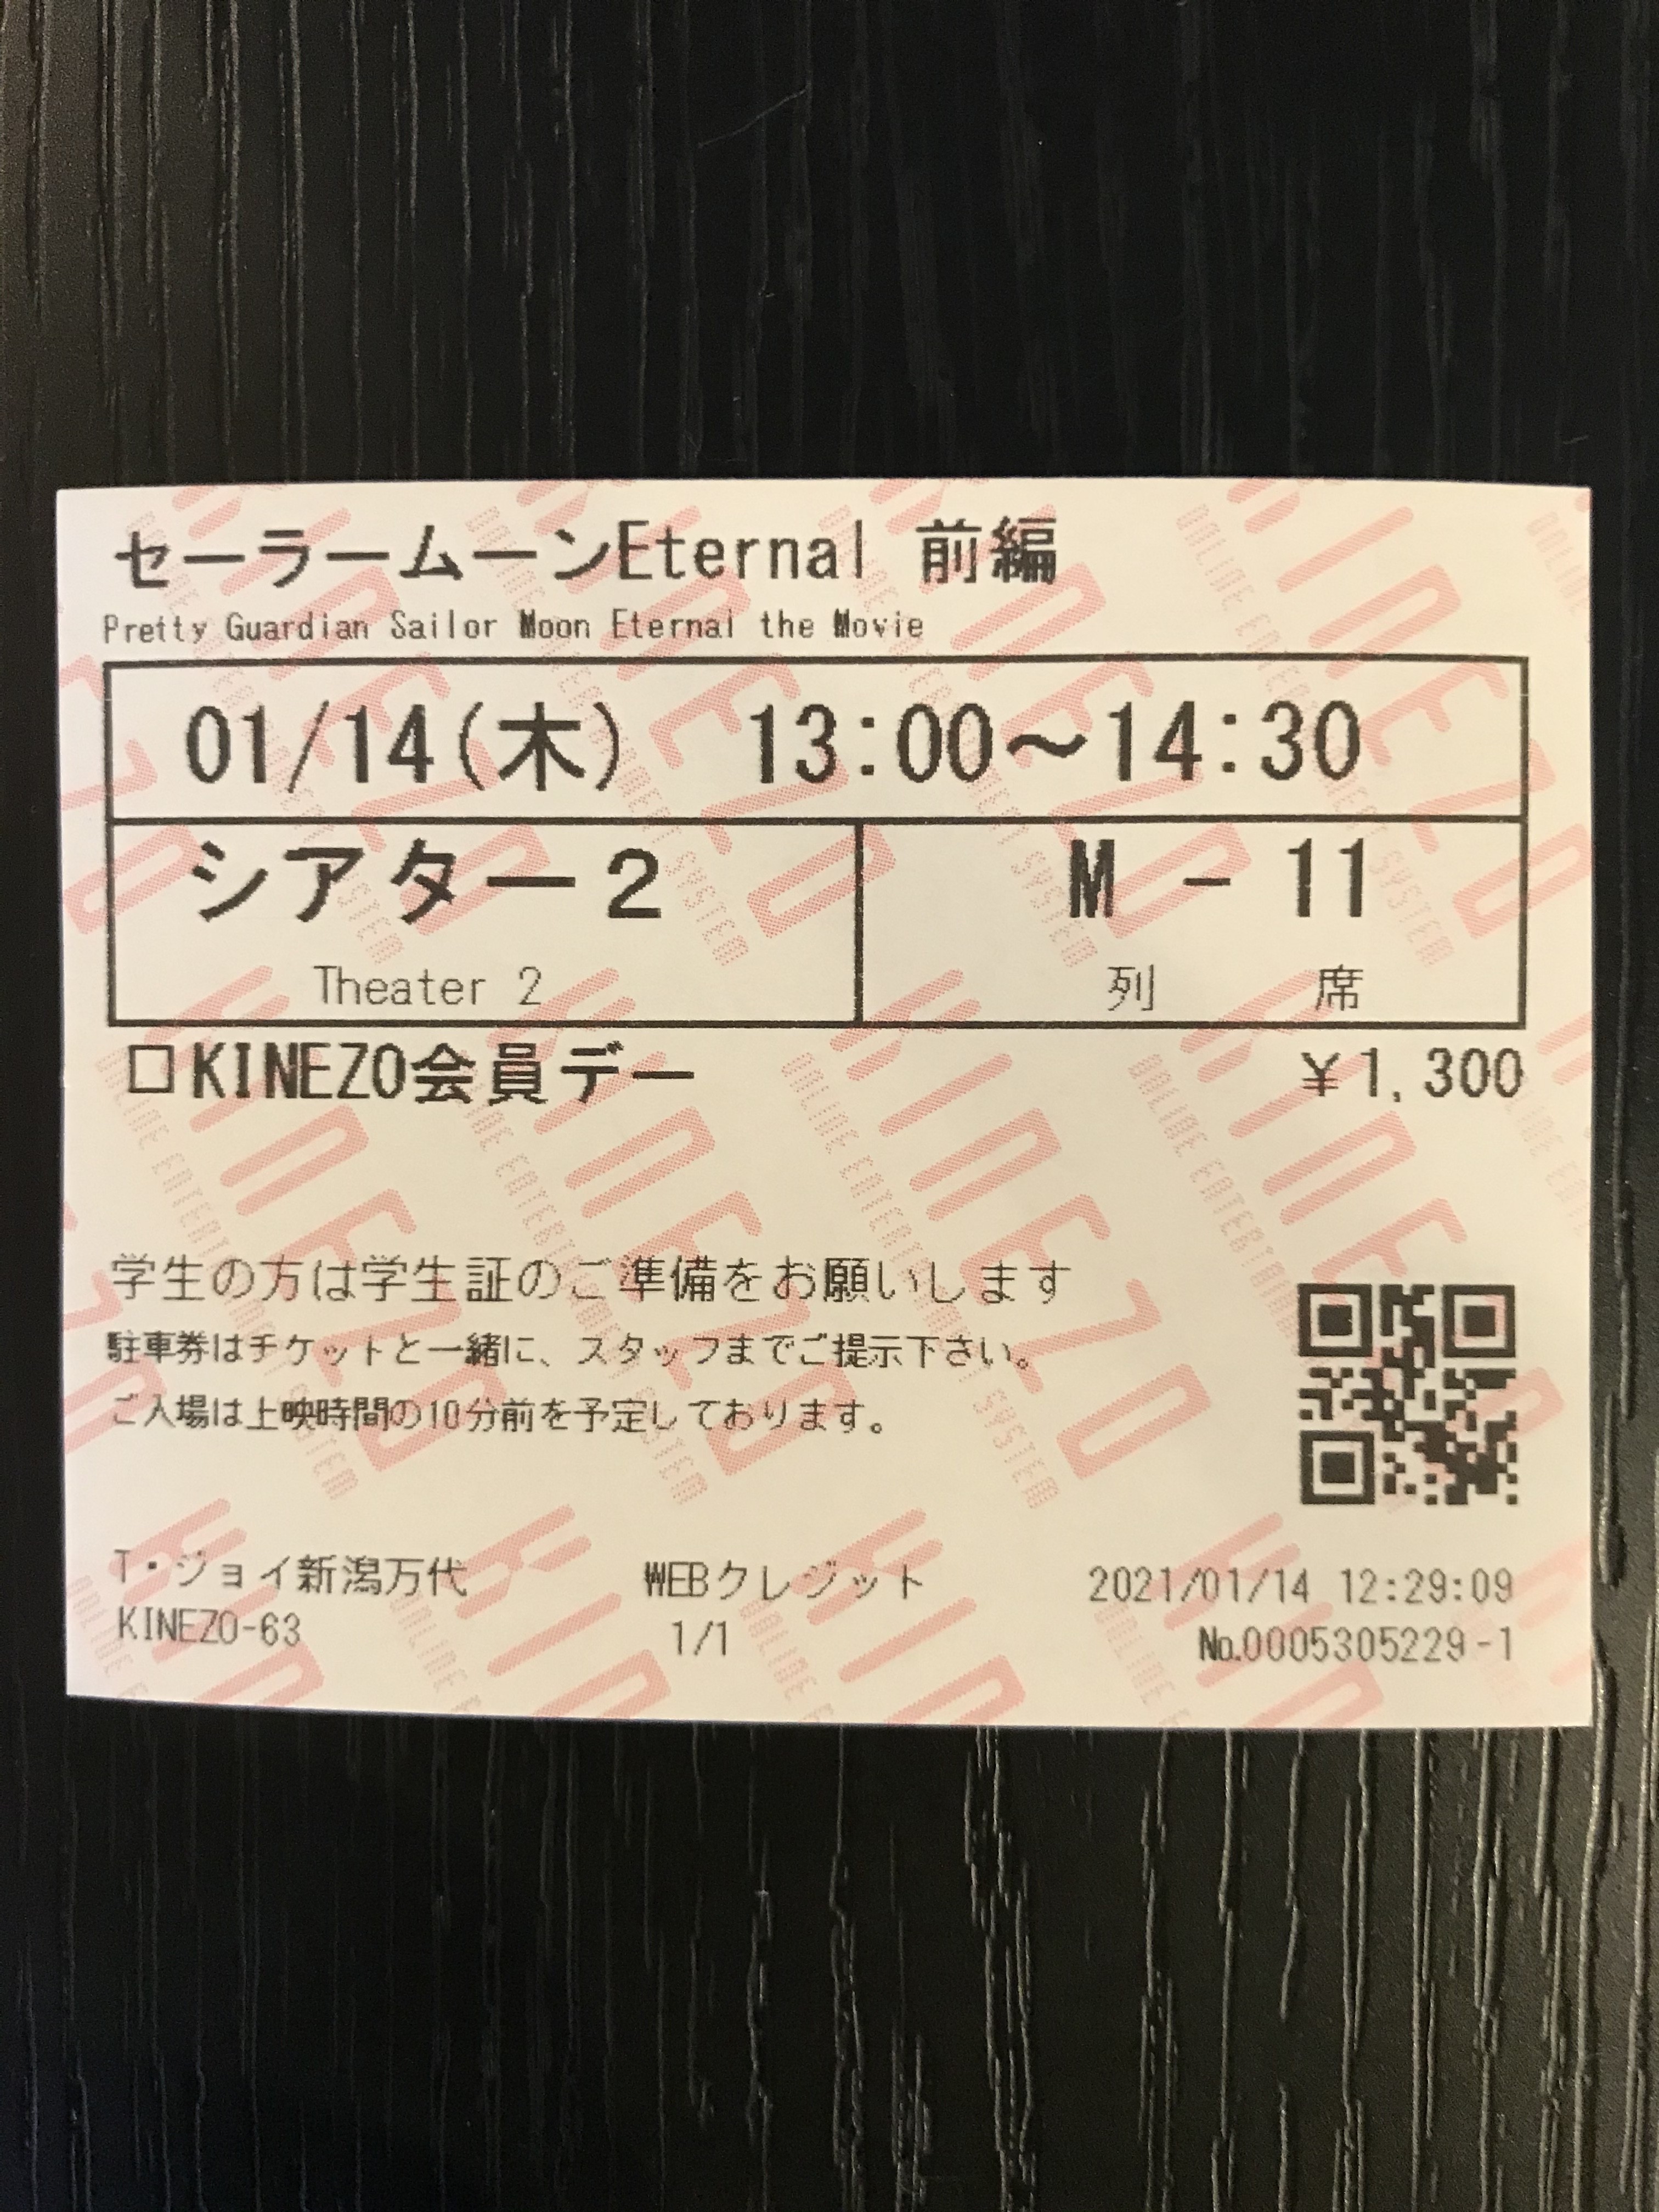 セーラームーンEternal 前編
Pretty Guardian Sailor Moon Eternal the Movie
01/14(木) 13:00～14:30
シアター2 M - 11
Theater 2 列 席
□KINEZO会員デー ￥1,300
学生の方は学生証のご準備をお願いします
駐車券はチケットと一緒に、スタッフまでご提示下さい。
ご入場は上映時間の10分前を予定しております。
T・ジョイ新潟万代 WEBクレジット 2021/01/14 12:29:09
KINEZO-63 1/1 No.0005305229-1
KINEZO
ONLINE ENTERTAINMENT SYSTEM